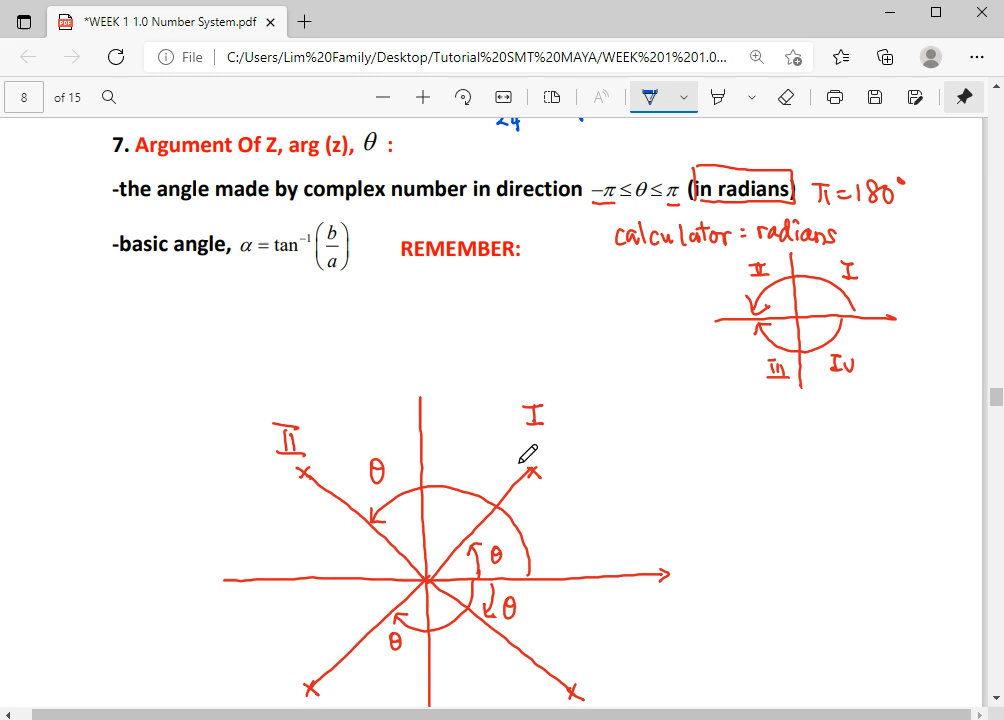 *WEEK 1 1.0 Number System.pdf
File C:/Users/Lim%20Family/Desktop/Tutorial%20SMT%20MAYA/WEEK%201%201.0...
8 of 15
7. Argument Of Z, arg (z), θ :
-the angle made by complex number in direction −π ≤ θ ≤ π (in radians) π = 180°
calculator : radians
-basic angle, α = tan⁻¹(b/a) REMEMBER:
II I
III IV
I
II
θ
θ
θ
θ